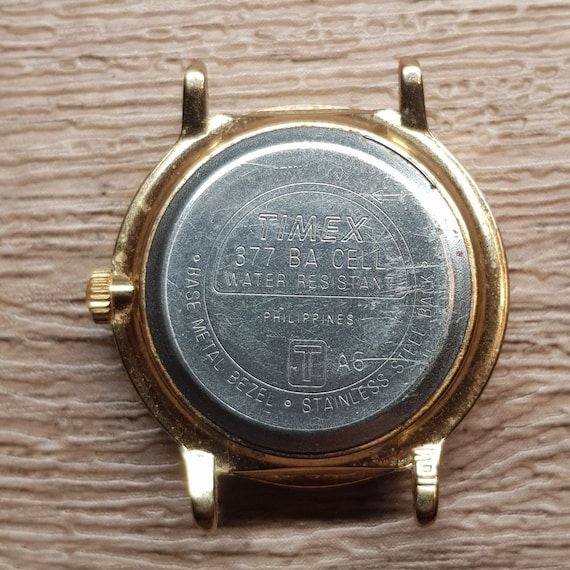 TIMEX
377 BA CELL
WATER RESISTANT
PHILIPPINES
T A6
BASE METAL BEZEL • STAINLESS STEEL BACK